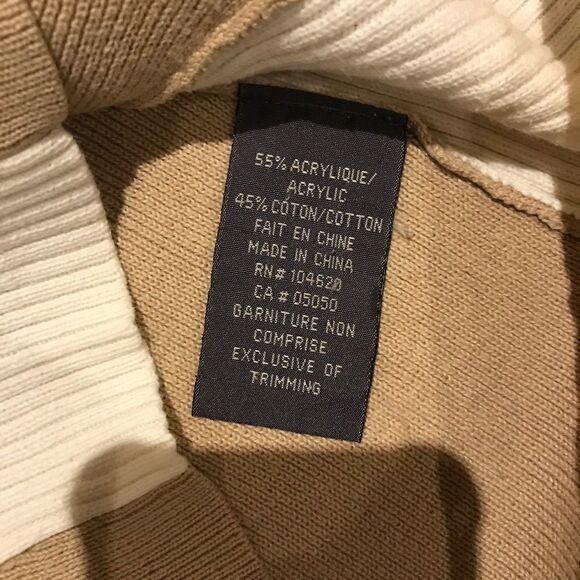 55% ACRYLIQUE/
ACRYLIC
45% COTON/COTTON
FAIT EN CHINE
MADE IN CHINA
RN# 104620
CA # 05050
GARNITURE NON
COMPRISE
EXCLUSIVE OF
TRIMMING